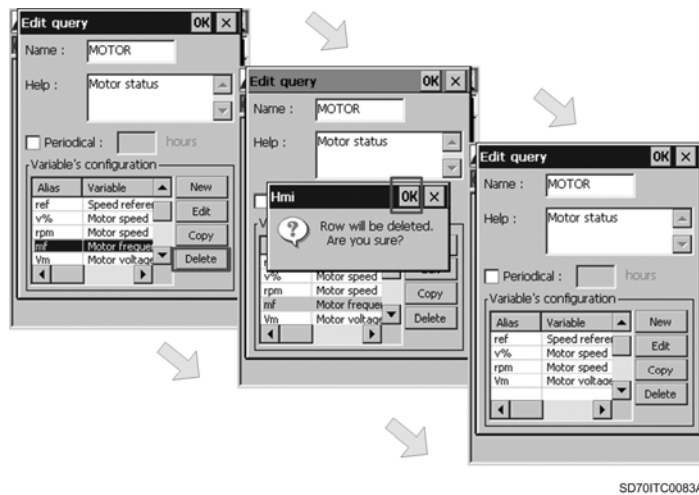 Edit query OK ×
Name : MOTOR
Help : Motor status
Periodical : hours
Variable's configuration
Alias Variable New
ref Speed referer Edit
v% Motor speed
rpm Motor speed Copy
mf Motor frequer
Vm Motor voltage Delete
Edit query OK ×
Name : MOTOR
Help : Motor status
Hmi OK ×
Row will be deleted.
Are you sure?
v% Motor speed
rpm Motor speed Copy
mf Motor frequer
Vm Motor voltage Delete
Edit query OK ×
Name : MOTOR
Help : Motor status
Periodical : hours
Variable's configuration
Alias Variable New
ref Speed referer Edit
v% Motor speed
rpm Motor speed Copy
Vm Motor voltage
Delete
SD70ITC0083A